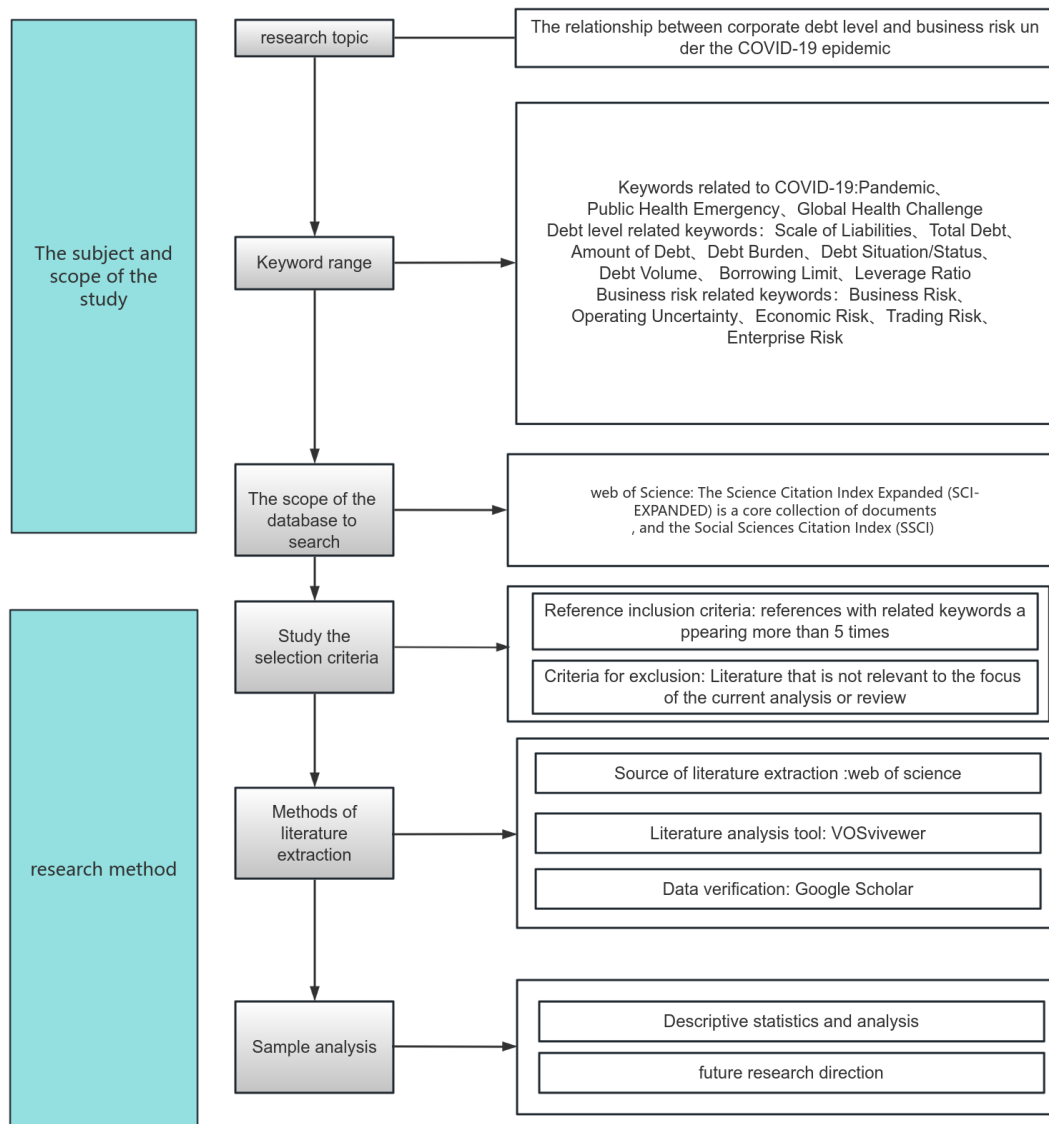 research topic
The relationship between corporate debt level and business risk un
der the COVID-19 epidemic
The subject and
scope of the
study
Keyword range
Keywords related to COVID-19:Pandemic、
Public Health Emergency、Global Health Challenge
Debt level related keywords：Scale of Liabilities、Total Debt、
Amount of Debt、Debt Burden、Debt Situation/Status、
Debt Volume、Borrowing Limit、Leverage Ratio
Business risk related keywords：Business Risk、
Operating Uncertainty、Economic Risk、Trading Risk、
Enterprise Risk
The scope of the
database to
search
web of Science: The Science Citation Index Expanded (SCI-
EXPANDED) is a core collection of documents
, and the Social Sciences Citation Index (SSCI)
research method
Study the
selection criteria
Reference inclusion criteria: references with related keywords a
ppearing more than 5 times
Criteria for exclusion: Literature that is not relevant to the focus
of the current analysis or review
Methods of
literature
extraction
Source of literature extraction :web of science
Literature analysis tool: VOSvivewer
Data verification: Google Scholar
Sample analysis
Descriptive statistics and analysis
future research direction